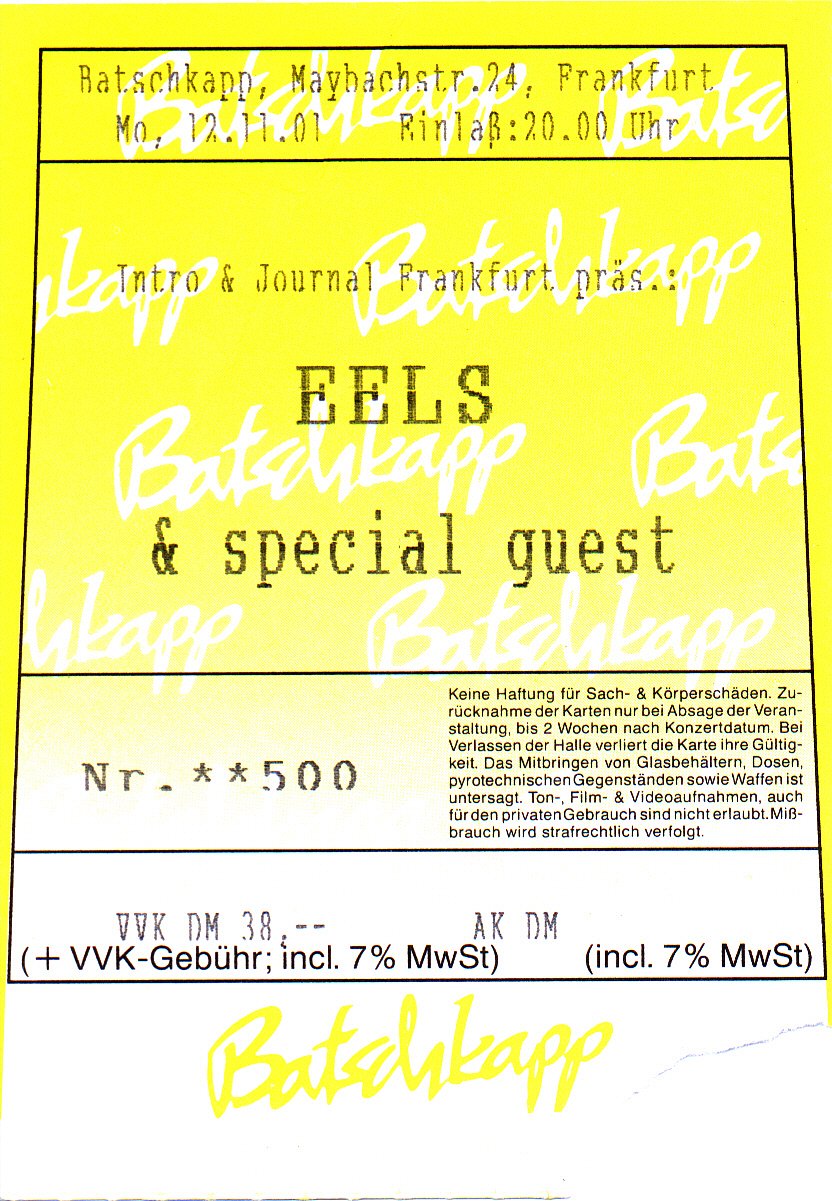 Batschkapp, Maybachstr.24, Frankfurt
Mo, 12.11.01 Einlaß:20.00 Uhr
Intro & Journal Frankfurt präs.:
Batschkapp
EELS
Batschkapp
& special guest
Batschkapp
Nr.**500
Keine Haftung für Sach- & Körperschäden. Zu-
rücknahme der Karten nur bei Absage der Veran-
staltung, bis 2 Wochen nach Konzertdatum. Bei
Verlassen der Halle verliert die Karte ihre Gültig-
keit. Das Mitbringen von Glasbehältern, Dosen,
pyrotechnischen Gegenständen sowie Waffen ist
untersagt. Ton-, Film- & Videoaufnahmen, auch
für den privaten Gebrauch sind nicht erlaubt. Miß-
brauch wird strafrechtlich verfolgt.
VVK DM 38,-- AK DM
(+ VVK-Gebühr; incl. 7% MwSt) (incl. 7% MwSt)
Batschkapp